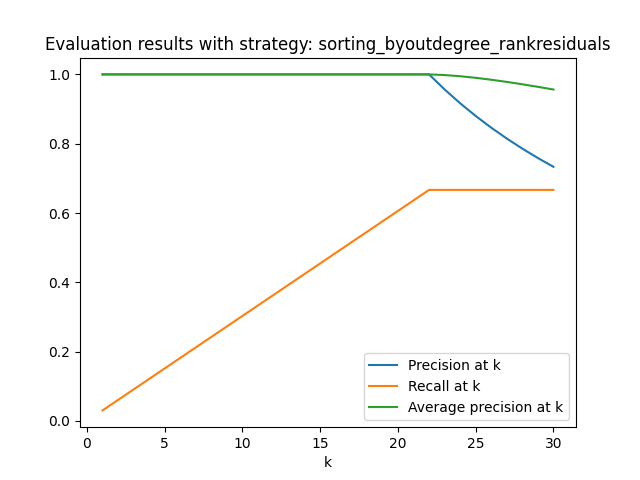 Evaluation results with strategy: sorting_byoutdegree_rankresiduals
1.0
0.8
0.6
0.4
0.2
0.0
0 5 10 15 20 25 30
k
Precision at k
Recall at k
Average precision at k